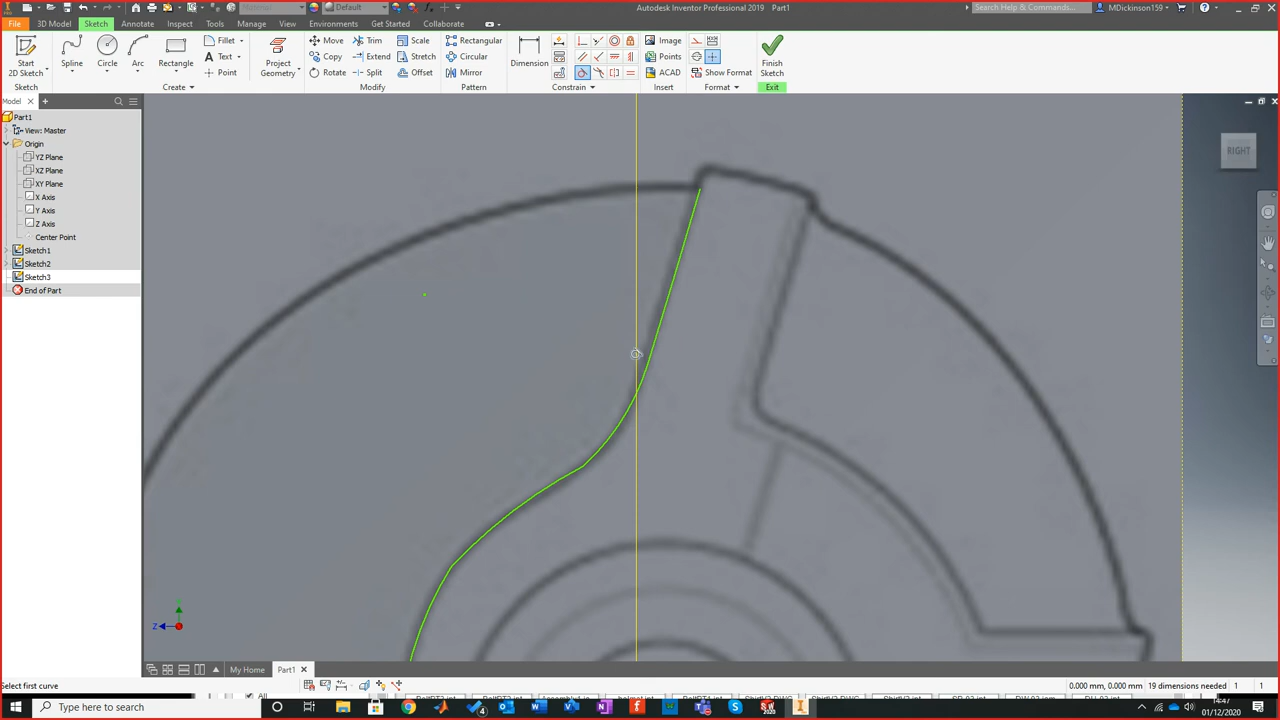 Material
Default
Autodesk Inventor Professional 2019 Part1
Search Help & Commands...
MDickinson159
File 3D Model Sketch Annotate Inspect Tools Manage View Environments Get Started Collaborate
Start
2D Sketch
Sketch
Spline
Circle
Arc
Rectangle
Fillet
Text
Point
Create
Project
Geometry
Move Trim Scale
Copy Extend Stretch
Rotate Split Offset
Modify
Rectangular
Circular
Mirror
Pattern
Dimension
Constrain
Image
Points
ACAD
Insert
Show Format
Format
Finish
Sketch
Exit
Model
Part1
View: Master
Origin
YZ Plane
XZ Plane
XY Plane
X Axis
Y Axis
Z Axis
Center Point
Sketch1
Sketch2
Sketch3
End of Part
RIGHT
Z
My Home Part1
Select first curve
0.000 mm, 0.000 mm 19 dimensions needed 1 1
All
Type here to search
14:47
01/12/2020